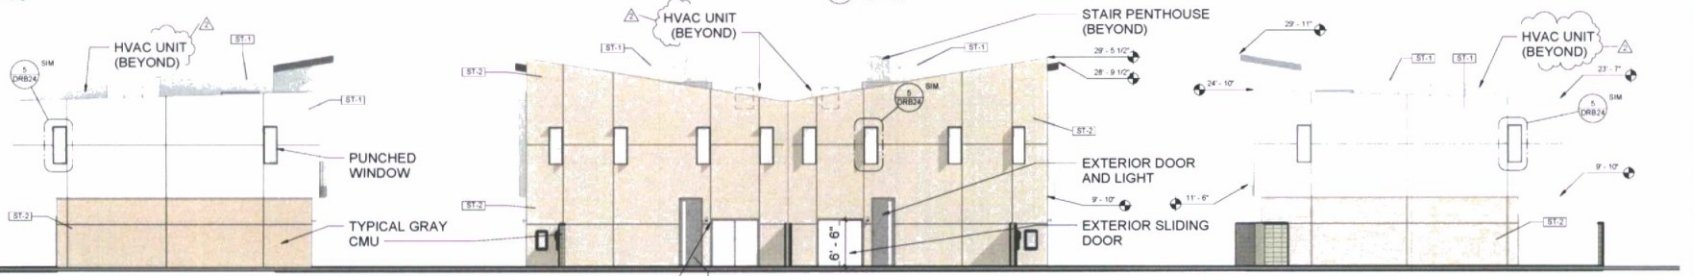 HVAC UNIT
(BEYOND)
2
ST-1
5
DRB24
SIM
ST-1
PUNCHED
WINDOW
ST-2
TYPICAL GRAY
CMU
2
HVAC UNIT
(BEYOND)
ST-1
ST-2
STAIR PENTHOUSE
(BEYOND)
ST-1
29' - 5 1/2"
28' - 9 1/2"
5
DRB24
SIM.
ST-2
EXTERIOR DOOR
AND LIGHT
ST-2
9' - 10"
EXTERIOR SLIDING
DOOR
6' - 6"
29' - 11"
HVAC UNIT
(BEYOND)
2
ST-1
ST-1
23' - 7"
24' - 10"
5
DRB24
SIM
9' - 10"
11' - 6"
ST-2